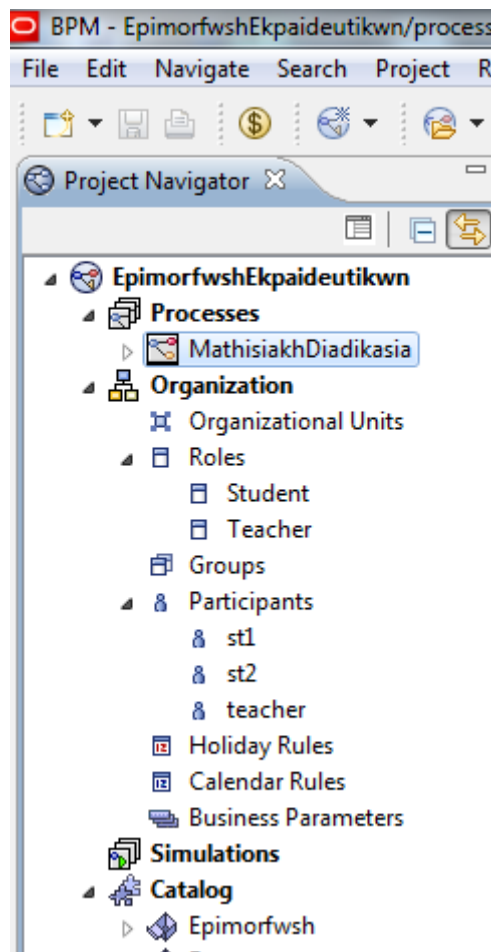 BPM - EpimorfwshEkpaideutikwn/process
File Edit Navigate Search Project R
Project Navigator
EpimorfwshEkpaideutikwn
Processes
MathisiakhDiadikasia
Organization
Organizational Units
Roles
Student
Teacher
Groups
Participants
st1
st2
teacher
Holiday Rules
Calendar Rules
Business Parameters
Simulations
Catalog
Epimorfwsh